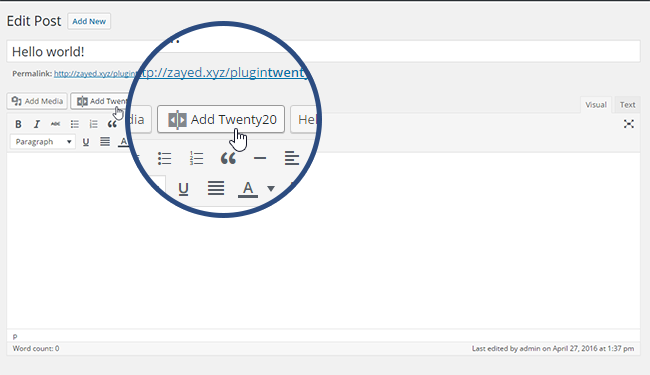 Edit Post Add New
Hello world!
Permalink: http://zayed.xyz/plugin
tp://zayed.xyz/plugintwenty
Add Media Add Twen
dia Add Twenty20 Hel
Visual Text
B I ABC
Paragraph U A
U A
P
Word count: 0 Last edited by admin on April 27, 2016 at 1:37 pm